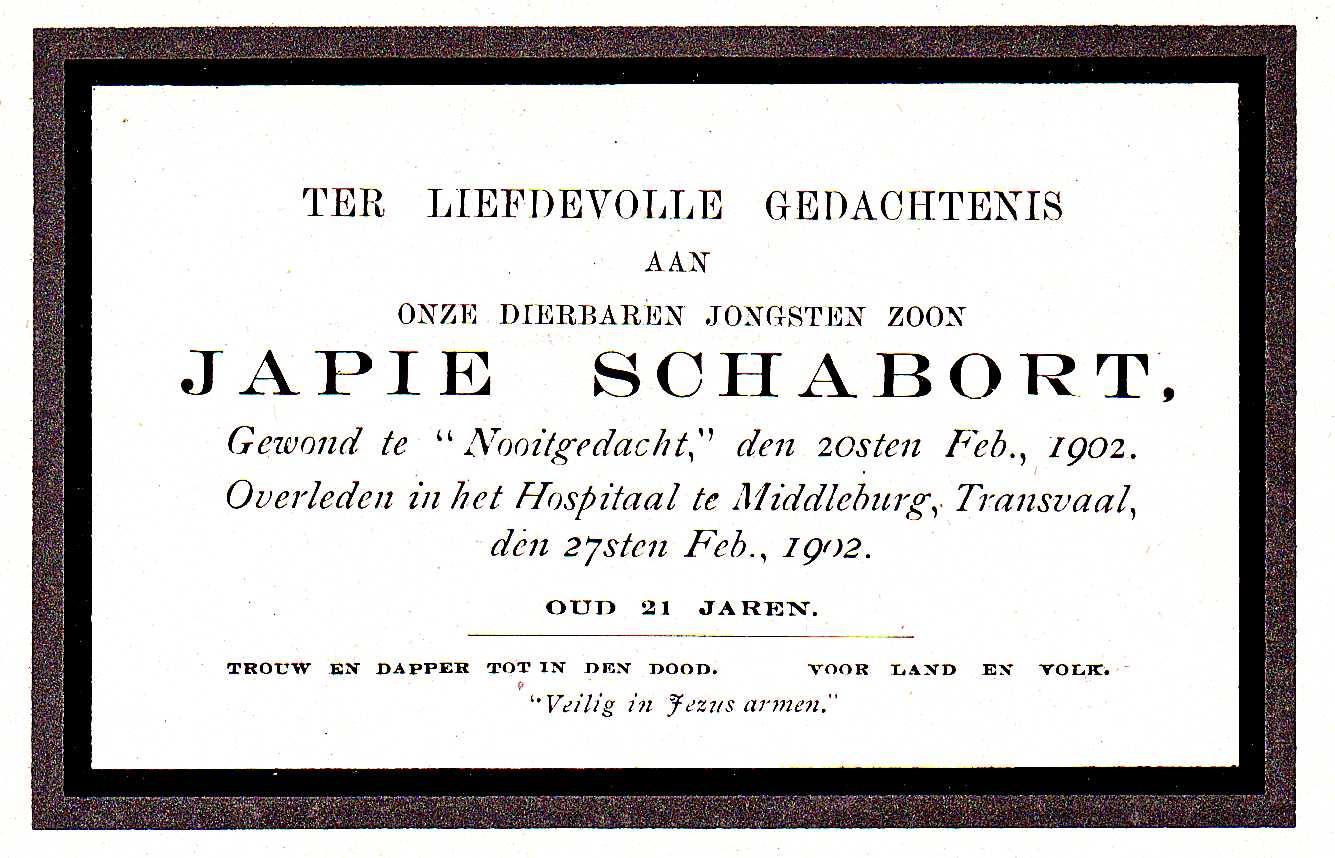 TER LIEFDEVOLLE GEDACHTENIS
AAN
ONZE DIERBAREN JONGSTEN ZOON
JAPIE SCHABORT,
Gewond te "Nooitgedacht," den 20sten Feb., 1902.
Overleden in het Hospitaal te Middleburg, Transvaal,
den 27sten Feb., 1902.
OUD 21 JAREN.
TROUW EN DAPPER TOT IN DEN DOOD. VOOR LAND EN VOLK.
"Veilig in Jezus armen."